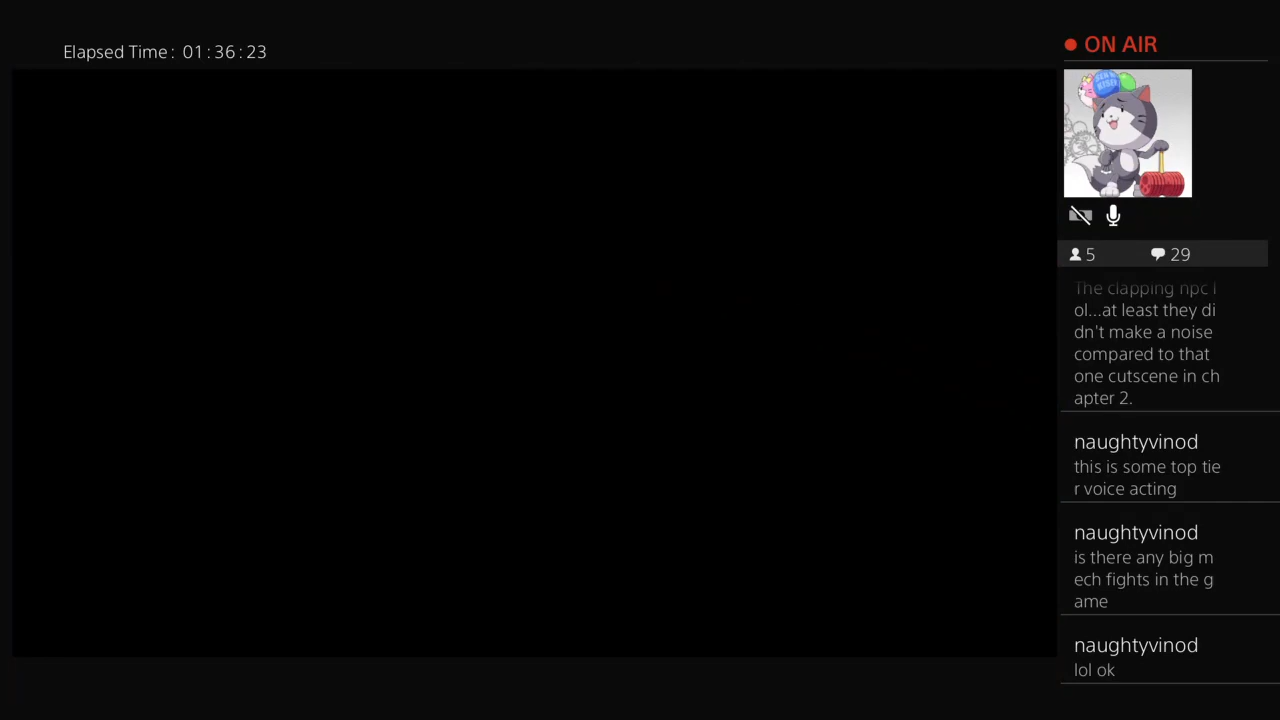 Elapsed Time: 01:36:23
ON AIR
5
29
The clapping npc l
ol...at least they di
dn't make a noise
compared to that
one cutscene in ch
apter 2.
naughtyvinod
this is some top tie
r voice acting
naughtyvinod
is there any big m
ech fights in the g
ame
naughtyvinod
lol ok